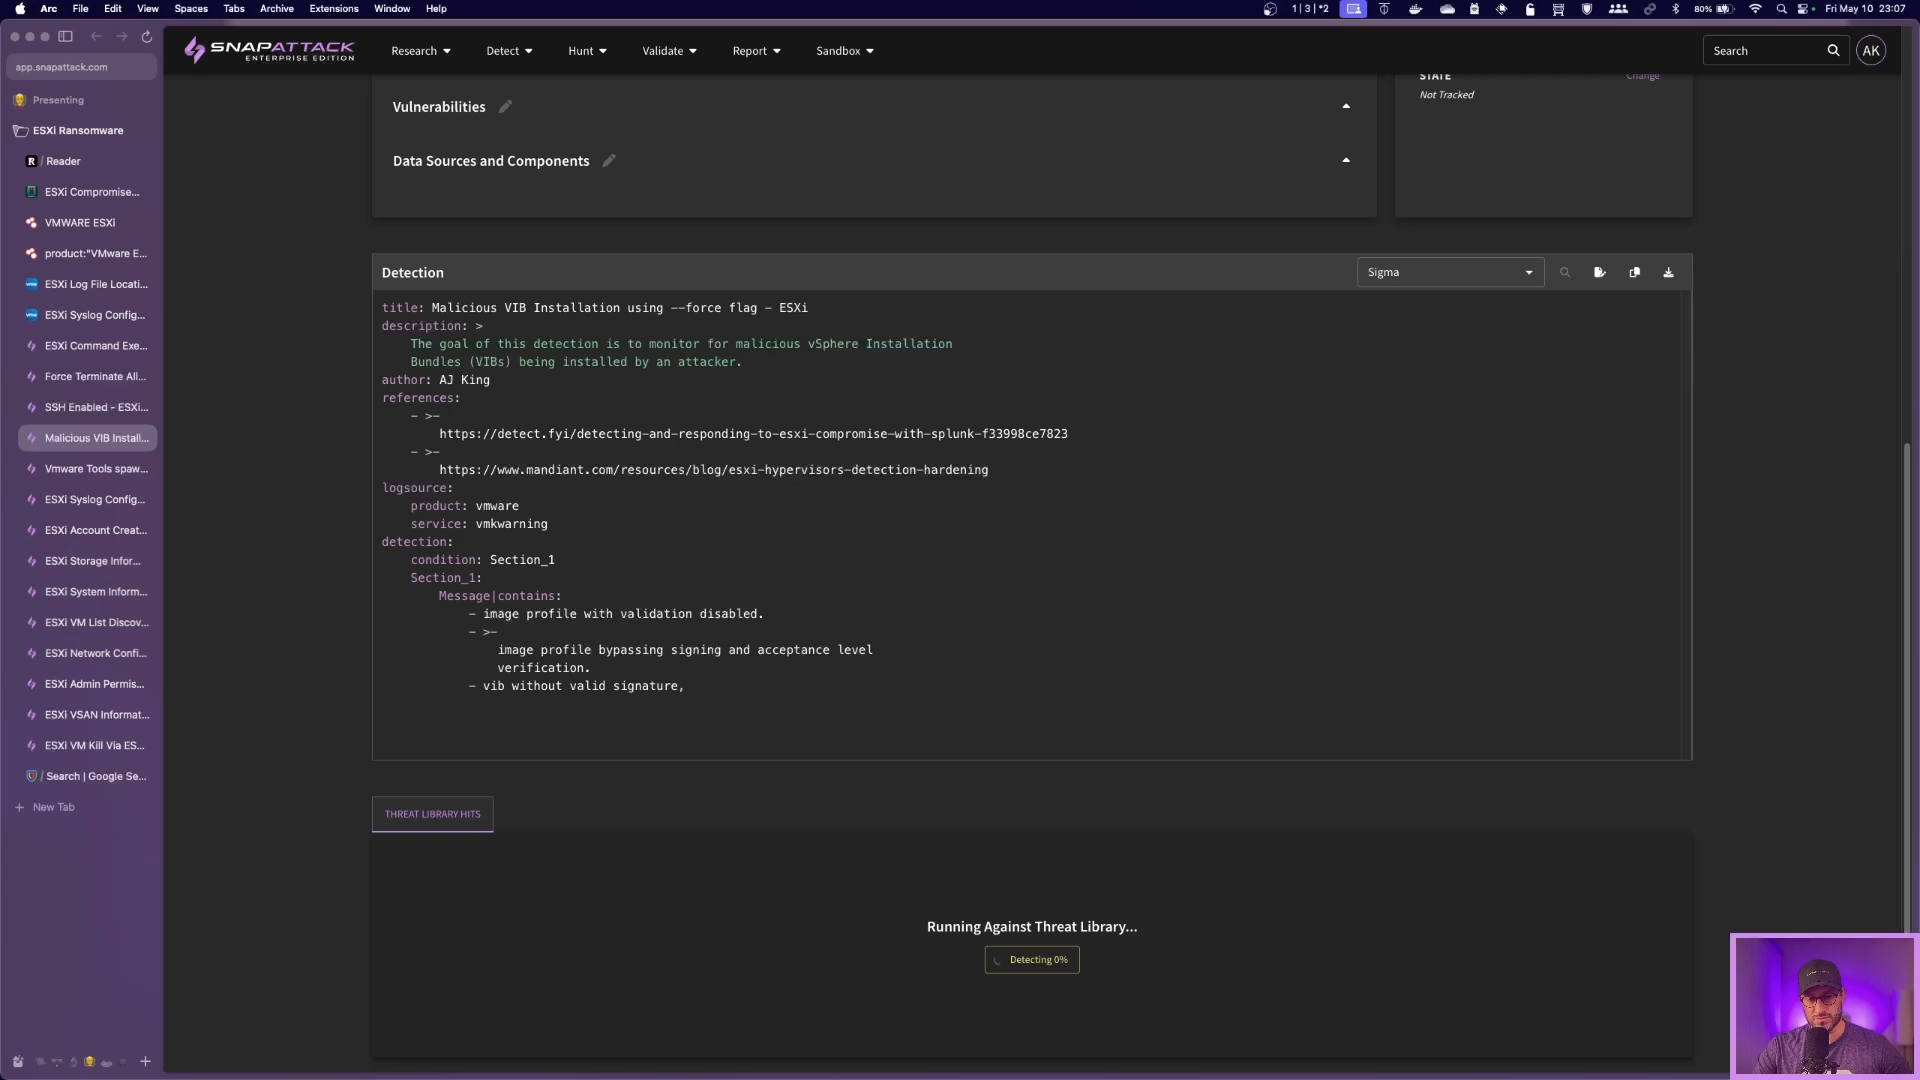 Arc File Edit View Spaces Tabs Archive Extensions Window Help
1 | 3 | *2 80% Fri May 10 23:07
app.snapattack.com
Presenting
ESXi Ransomware
R / Reader
ESXi Compromise...
VMWARE ESXi
product:"VMware E...
ESXi Log File Locati...
ESXi Syslog Config...
ESXi Command Exe...
Force Terminate All...
SSH Enabled - ESXi...
Malicious VIB Install...
Vmware Tools spaw...
ESXi Syslog Config...
ESXi Account Creat...
ESXi Storage Infor...
ESXi System Inform...
ESXi VM List Discov...
ESXi Network Confi...
ESXi Admin Permis...
ESXi VSAN Informat...
ESXi VM Kill Via ES...
/ Search | Google Se...
+ New Tab
SNAPATTACK
ENTERPRISE EDITION
Research Detect Hunt Validate Report Sandbox
Search
AK
STATE Change
Not Tracked
Vulnerabilities
Data Sources and Components
Detection
Sigma
title: Malicious VIB Installation using --force flag - ESXi
description: >
The goal of this detection is to monitor for malicious vSphere Installation
Bundles (VIBs) being installed by an attacker.
author: AJ King
references:
- >-
https://detect.fyi/detecting-and-responding-to-esxi-compromise-with-splunk-f33998ce7823
- >-
https://www.mandiant.com/resources/blog/esxi-hypervisors-detection-hardening
logsource:
product: vmware
service: vmkwarning
detection:
condition: Section_1
Section_1:
Message|contains:
- image profile with validation disabled.
- >-
image profile bypassing signing and acceptance level
verification.
- vib without valid signature,
THREAT LIBRARY HITS
Running Against Threat Library...
Detecting 0%